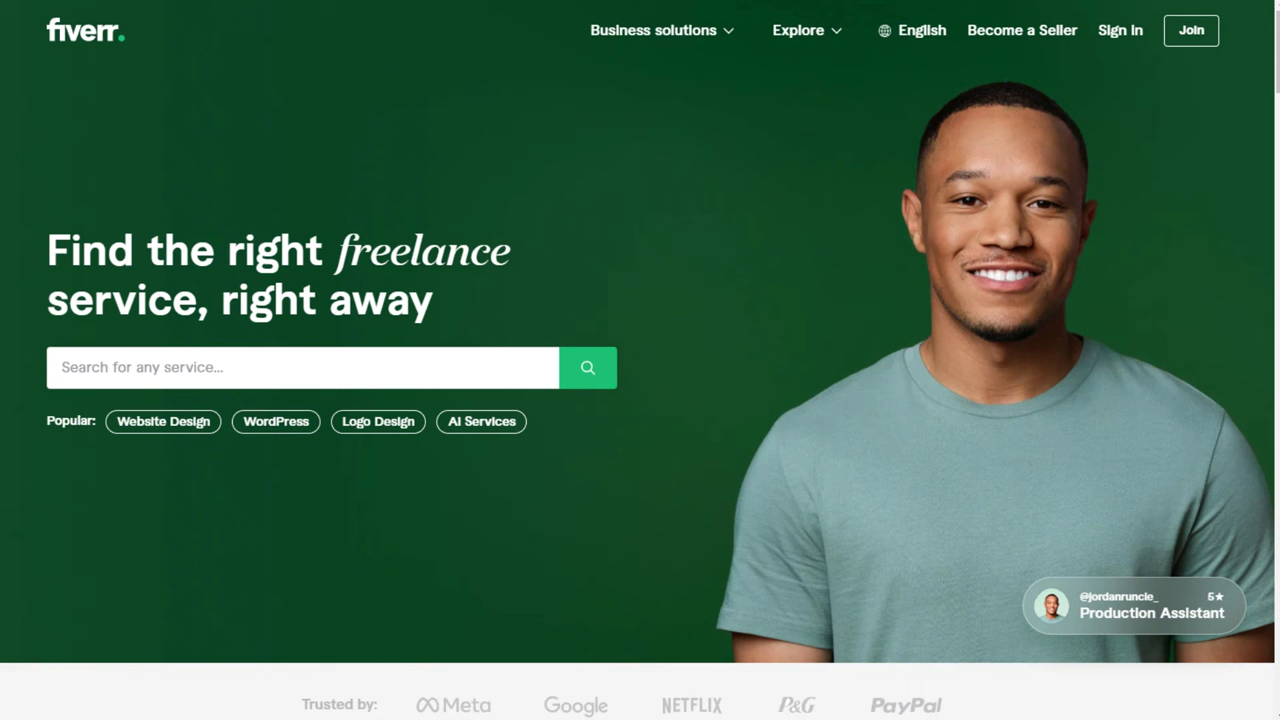 fiverr.
Business solutions
Explore
English
Become a Seller
Sign in
Join
Find the right freelance
service, right away
Search for any service...
Popular:
Website Design
WordPress
Logo Design
AI Services
@jordanruncie_ 5★
Production Assistant
Trusted by:
Meta
Google
NETFLIX
P&G
PayPal